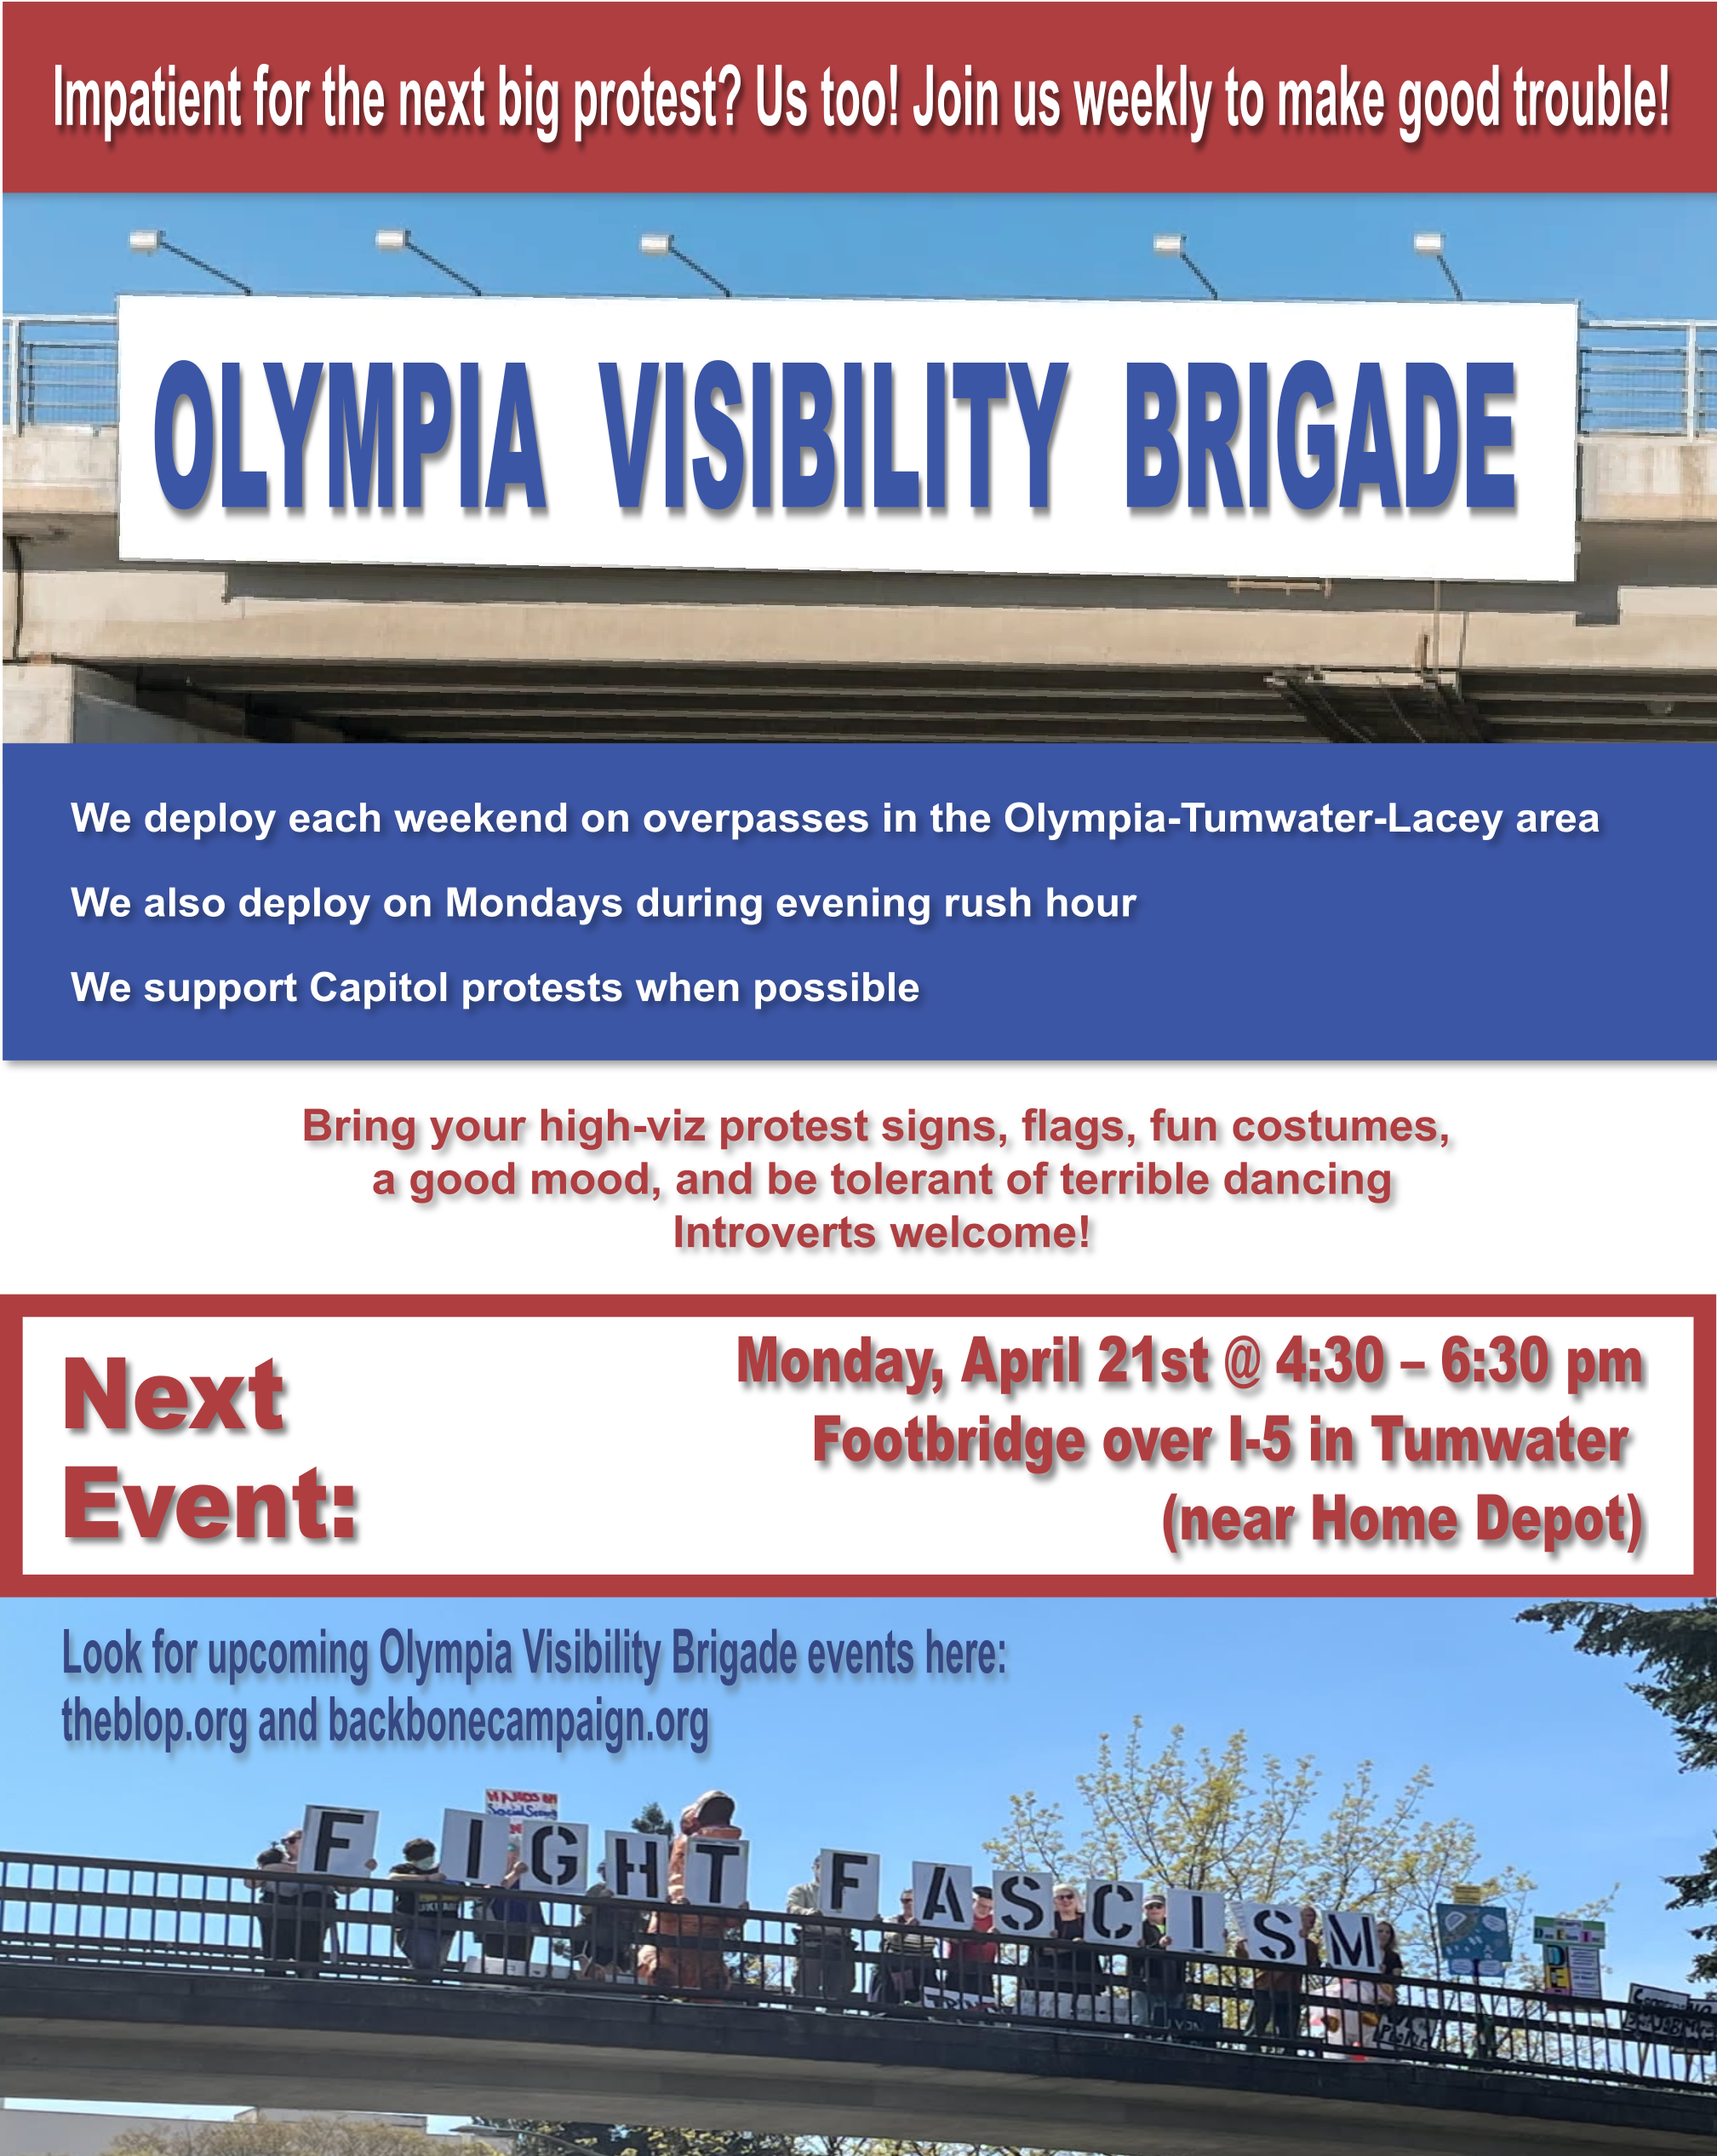 Impatient for the next big protest? Us too! Join us weekly to make good trouble!
OLYMPIA VISIBILITY BRIGADE
We deploy each weekend on overpasses in the Olympia-Tumwater-Lacey area
We also deploy on Mondays during evening rush hour
We support Capitol protests when possible
Bring your high-viz protest signs, flags, fun costumes,
a good mood, and be tolerant of terrible dancing
Introverts welcome!
Next
Event:
Monday, April 21st @ 4:30 – 6:30 pm
Footbridge over I-5 in Tumwater
(near Home Depot)
Look for upcoming Olympia Visibility Brigade events here:
theblop.org and backbonecampaign.org
HANDS OFF
FIGHT FASCISM